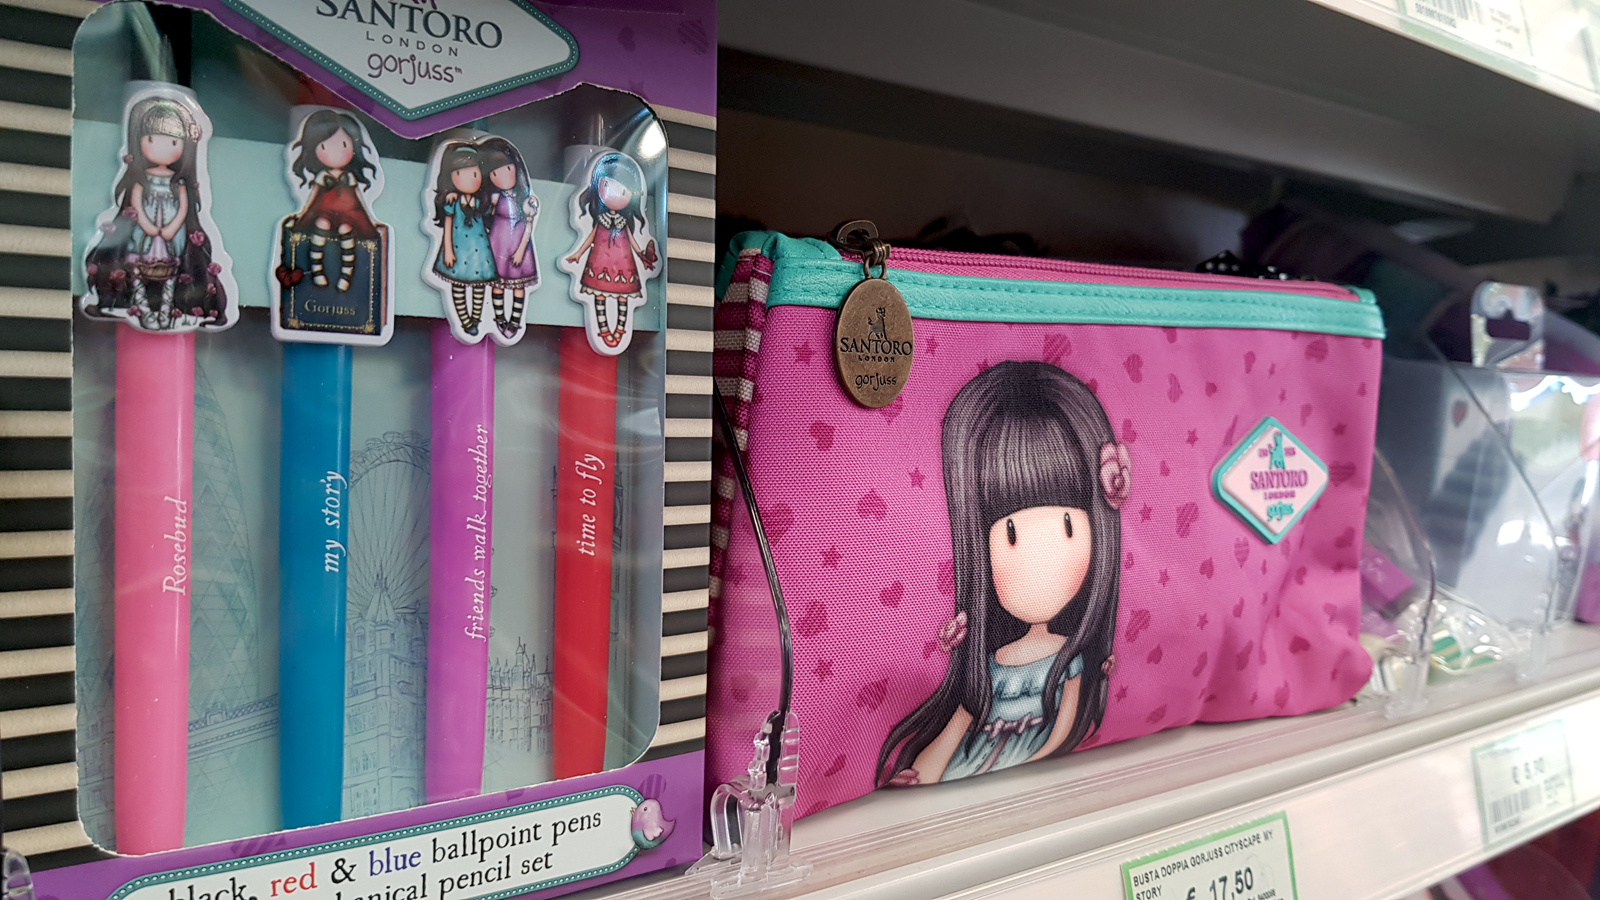 SANTORO
LONDON
gorjuss™
Gorjuss
Rosebud
my story
friends walk together
time to fly
black, red & blue ballpoint pens
pencil set
SANTORO
LONDON
gorjuss
SANTORO
LONDON
gorjuss
BUSTA DOPPIA GORJUSS CITYSCAPE MY
STORY
€ 17,50